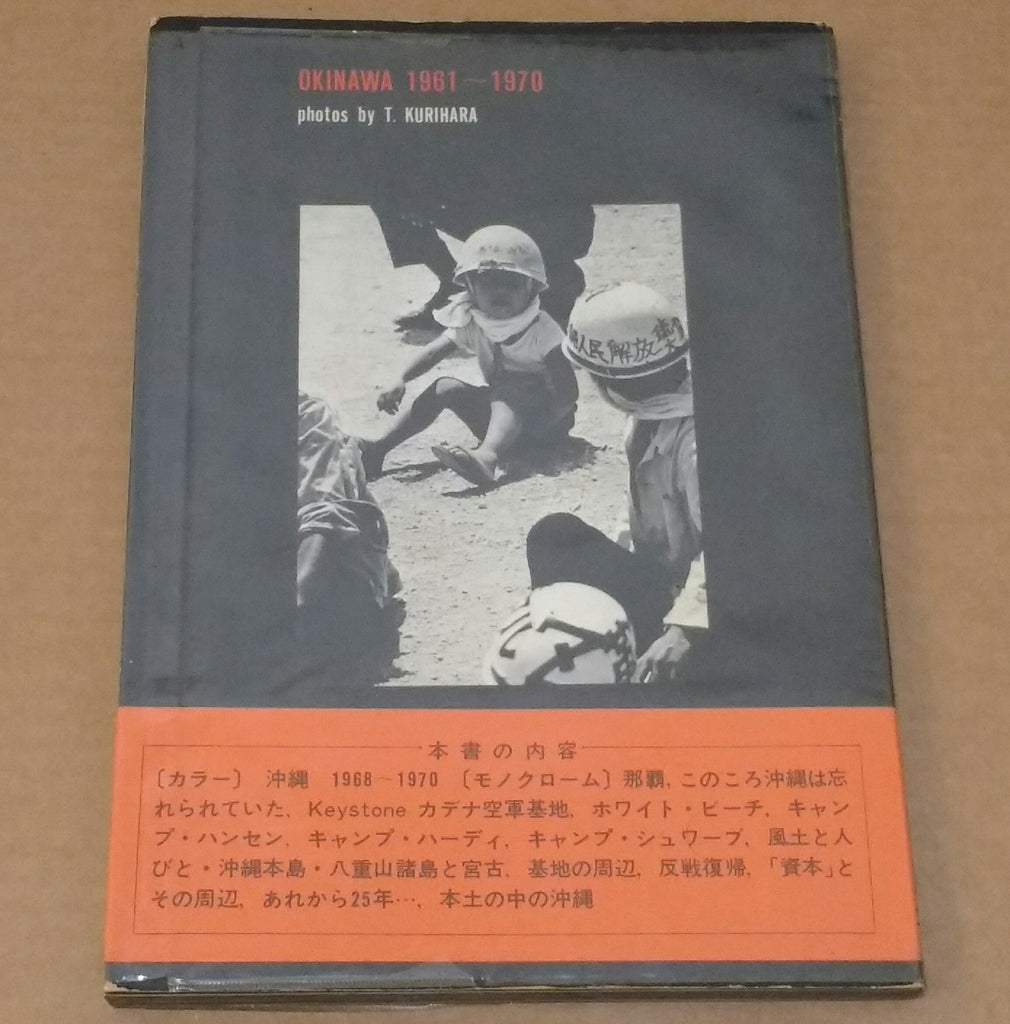 OKINAWA 1961〜1970
photos by T. KURIHARA
人民解放
本書の内容
〔カラー〕 沖縄 1968〜1970 〔モノクローム〕 那覇, このころ沖縄は忘
れられていた, Keystone カデナ空軍基地, ホワイト・ビーチ, キャン
プ・ハンセン, キャンプ・ハーディ, キャンプ・シュワーブ, 風土と人
びと・沖縄本島・八重山諸島と宮古, 基地の周辺, 反戦復帰, 「資本」と
その周辺, あれから25年…, 本土の中の沖縄